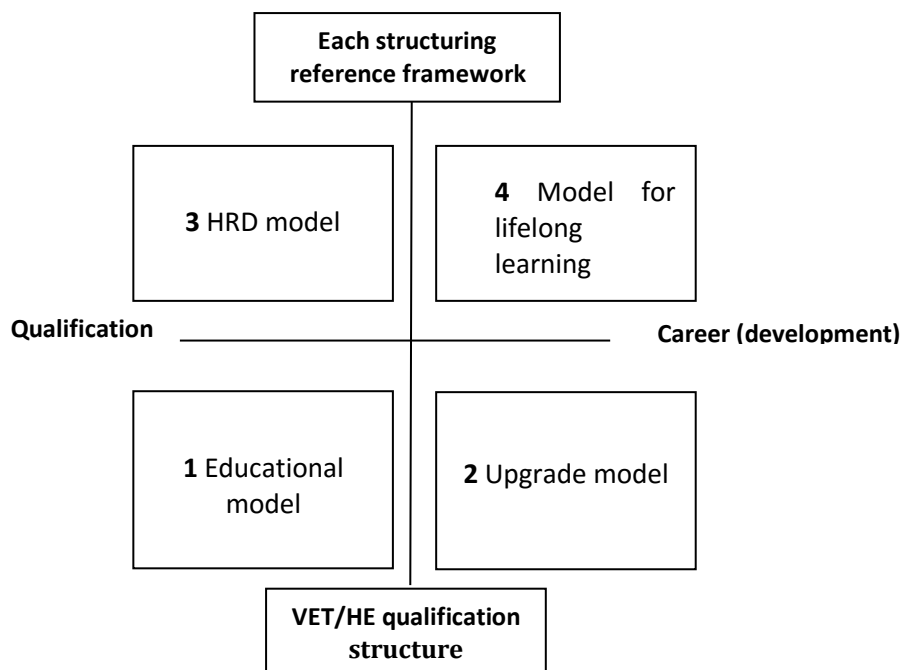 Each structuring
reference framework
3 HRD model
4 Model for
lifelong
learning
Qualification
Career (development)
1 Educational
model
2 Upgrade model
VET/HE qualification
structure